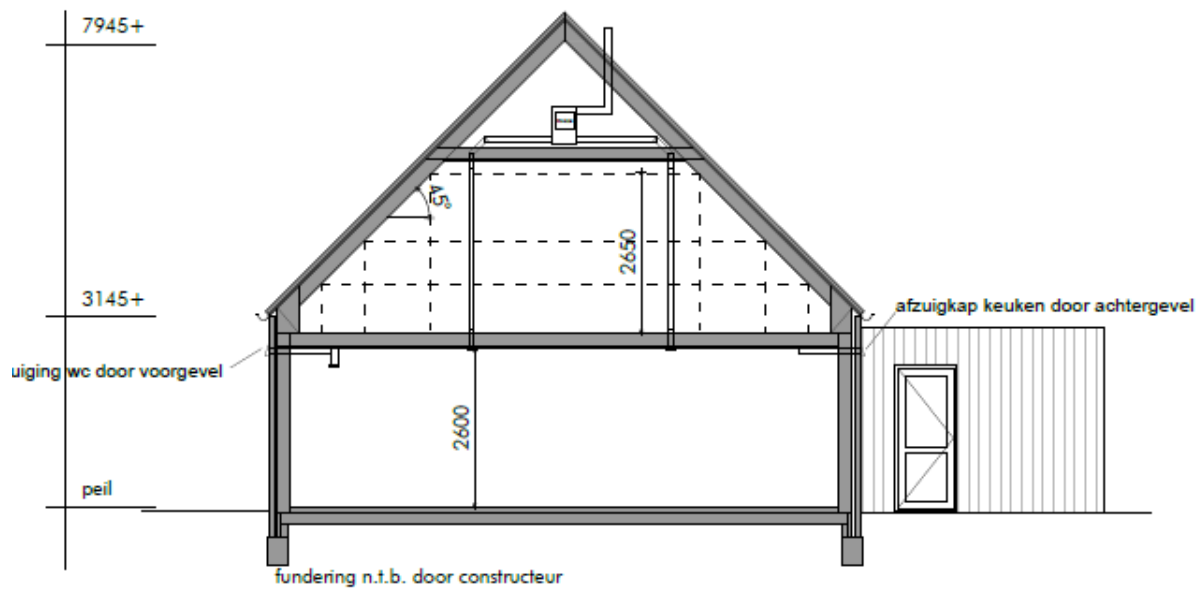 7945+
45°
2650
3145+
afzuigkap keuken door achtergevel
uiging wc door voorgevel
2600
peil
fundering n.t.b. door constructeur